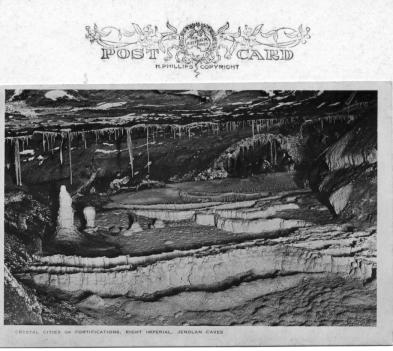 POST CARD
H. PHILLIPS COPYRIGHT
CRYSTAL CITIES OR FORTIFICATIONS, RIGHT IMPERIAL, JENOLAN CAVES